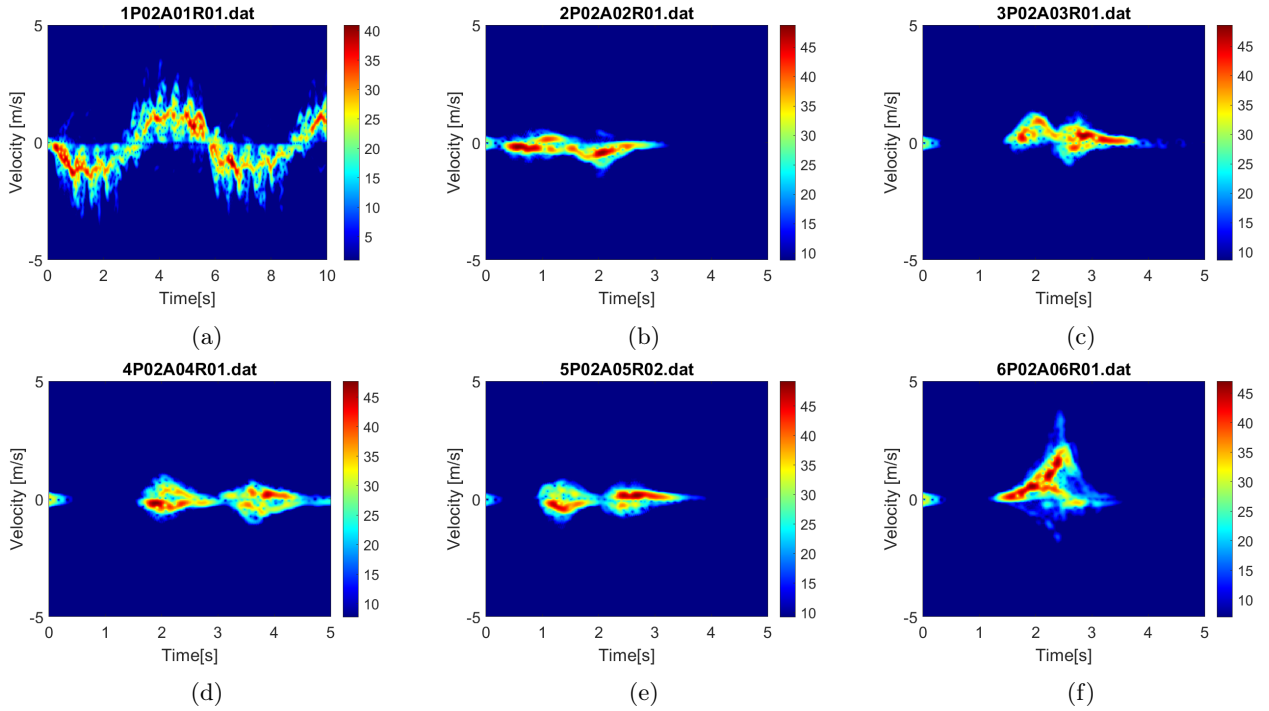 1P02A01R01.dat
5
0
-5
Velocity [m/s]
0 2 4 6 8 10
Time[s]
40
35
30
25
20
15
10
5
(a)
2P02A02R01.dat
5
0
-5
Velocity [m/s]
0 1 2 3 4 5
Time[s]
45
40
35
30
25
20
15
10
(b)
3P02A03R01.dat
5
0
-5
Velocity [m/s]
0 1 2 3 4 5
Time[s]
45
40
35
30
25
20
15
10
(c)
4P02A04R01.dat
5
0
-5
Velocity [m/s]
0 1 2 3 4 5
Time[s]
45
40
35
30
25
20
15
10
(d)
5P02A05R02.dat
5
0
-5
Velocity [m/s]
0 1 2 3 4 5
Time[s]
45
40
35
30
25
20
15
10
(e)
6P02A06R01.dat
5
0
-5
Velocity [m/s]
0 1 2 3 4 5
Time[s]
45
40
35
30
25
20
15
10
(f)